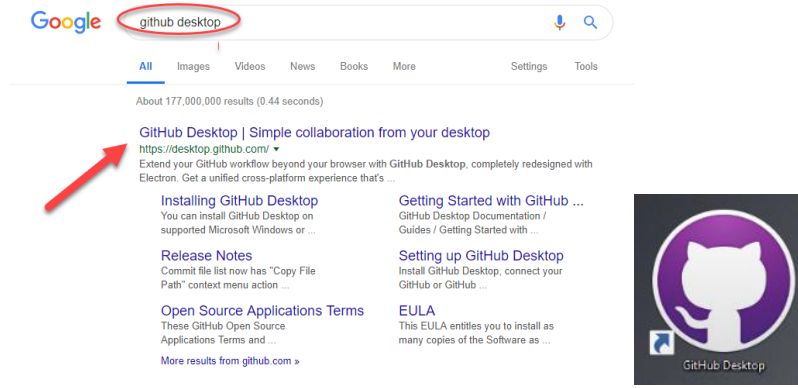 Google
github desktop
All Images Videos News Books More Settings Tools
About 177,000,000 results (0.44 seconds)
GitHub Desktop | Simple collaboration from your desktop
https://desktop.github.com/
Extend your GitHub workflow beyond your browser with GitHub Desktop, completely redesigned with
Electron. Get a unified cross-platform experience that's ...
Installing GitHub Desktop
You can install GitHub Desktop on
supported Microsoft Windows or ...
Getting Started with GitHub ...
GitHub Desktop Documentation /
Guides / Getting Started with ...
Release Notes
Commit file list now has "Copy File
Path" context menu action ...
Setting up GitHub Desktop
Install GitHub Desktop, connect your
GitHub or GitHub ...
Open Source Applications Terms
These GitHub Open Source
Applications Terms and ...
EULA
This EULA entitles you to install as
many copies of the Software as ...
More results from github.com »
GitHub Desktop